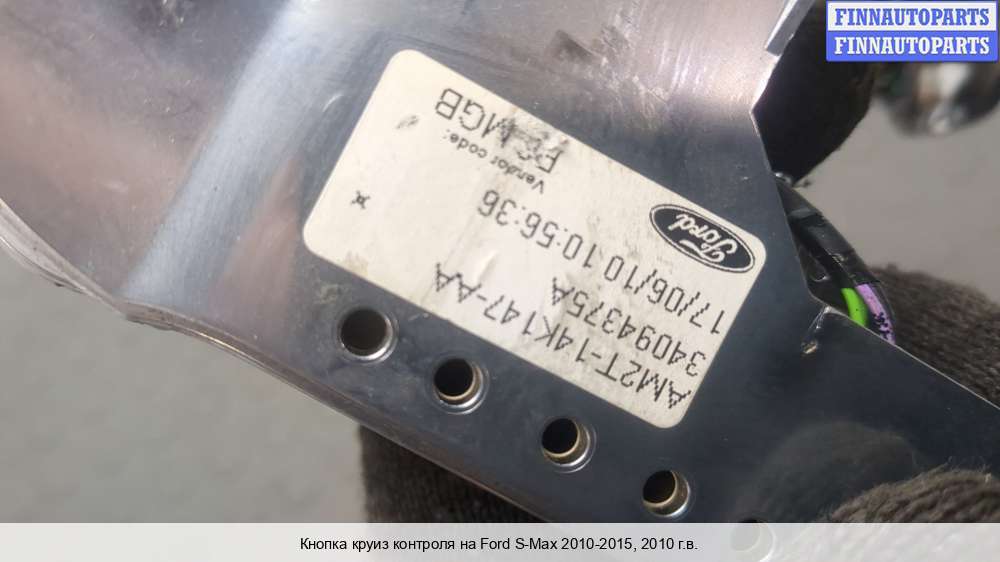 FINNAUTOPARTS
FINNAUTOPARTS
Ford
AM2T-14K147-AA
34094375A
17/06/10 10:56:36
Vendor code:
MGB
Кнопка круиз контроля на Ford S-Max 2010-2015, 2010 г.в.